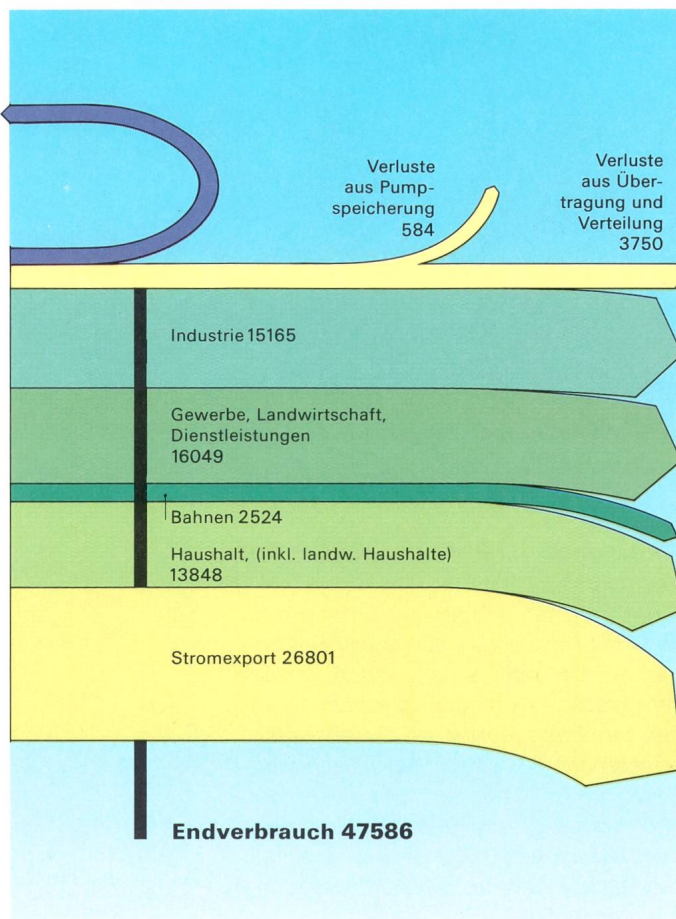 Verluste
aus Pump-
speicherung
584
Verluste
aus Über-
tragung und
Verteilung
3750
Industrie 15165
Gewerbe, Landwirtschaft,
Dienstleistungen
16049
Bahnen 2524
Haushalt, (inkl. landw. Haushalte)
13848
Stromexport 26801
Endverbrauch 47586